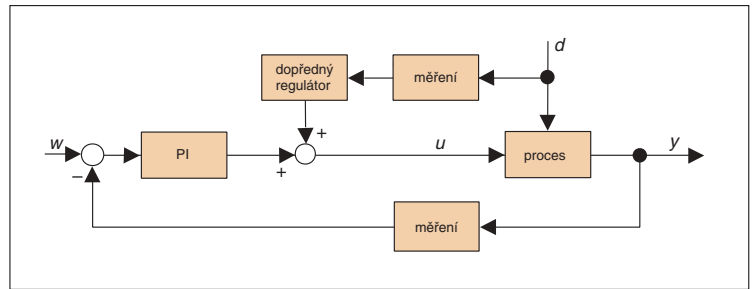 d
dopředný
regulátor
měření
w
+
PI
u
proces
y
+
−
měření